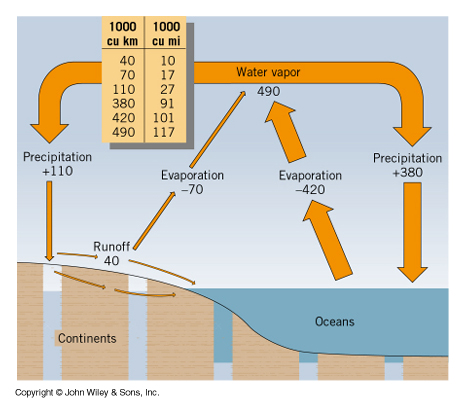 1000 1000
cu km cu mi
40 10
70 17
110 27
380 91
420 101
490 117
Water vapor
490
Precipitation
+110
Evaporation
–70
Evaporation
–420
Precipitation
+380
Runoff
40
Oceans
Continents
Copyright © John Wiley & Sons, Inc.